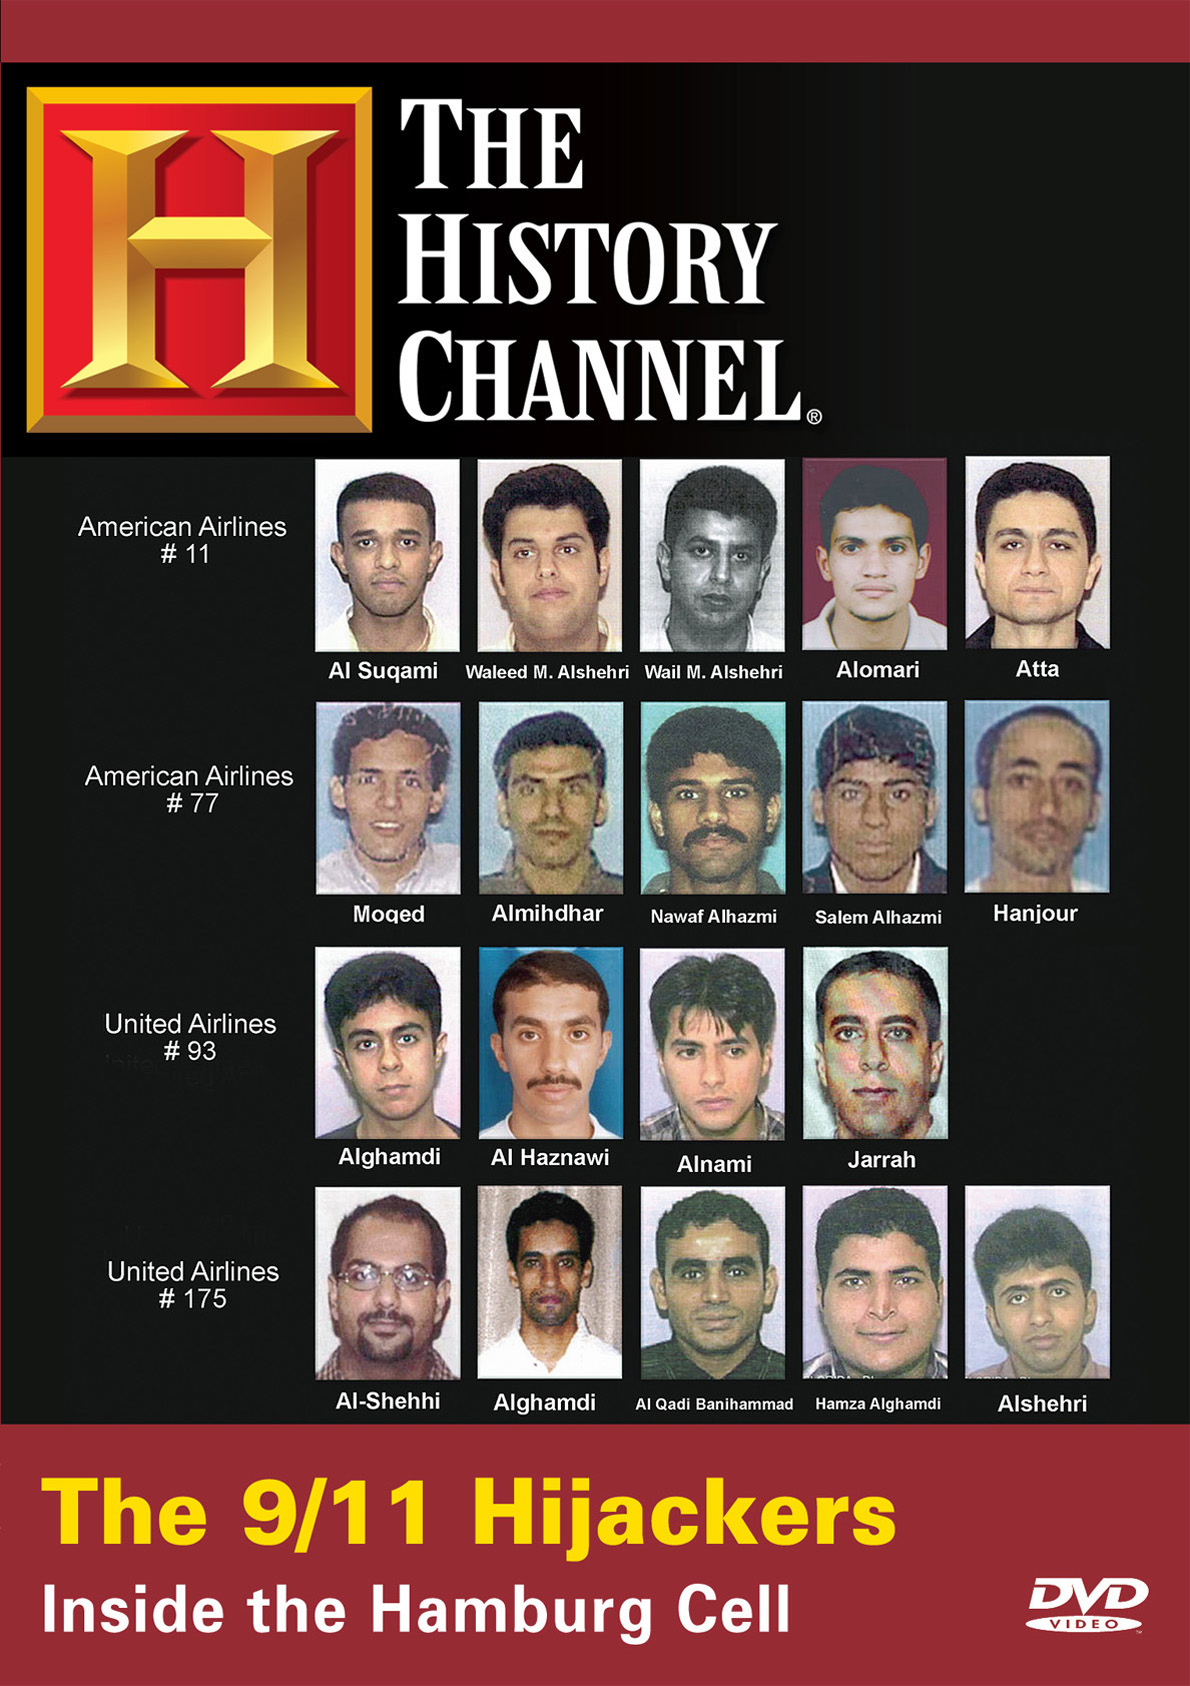 THE
HISTORY
CHANNEL®
American Airlines
# 11
Al Suqami
Waleed M. Alshehri
Wail M. Alshehri
Alomari
Atta
American Airlines
# 77
Moqed
Almihdhar
Nawaf Alhazmi
Salem Alhazmi
Hanjour
United Airlines
# 93
Alghamdi
Al Haznawi
Alnami
Jarrah
United Airlines
# 175
Al-Shehhi
Alghamdi
Al Qadi Banihammad
Hamza Alghamdi
Alshehri
The 9/11 Hijackers
Inside the Hamburg Cell
DVD
VIDEO™